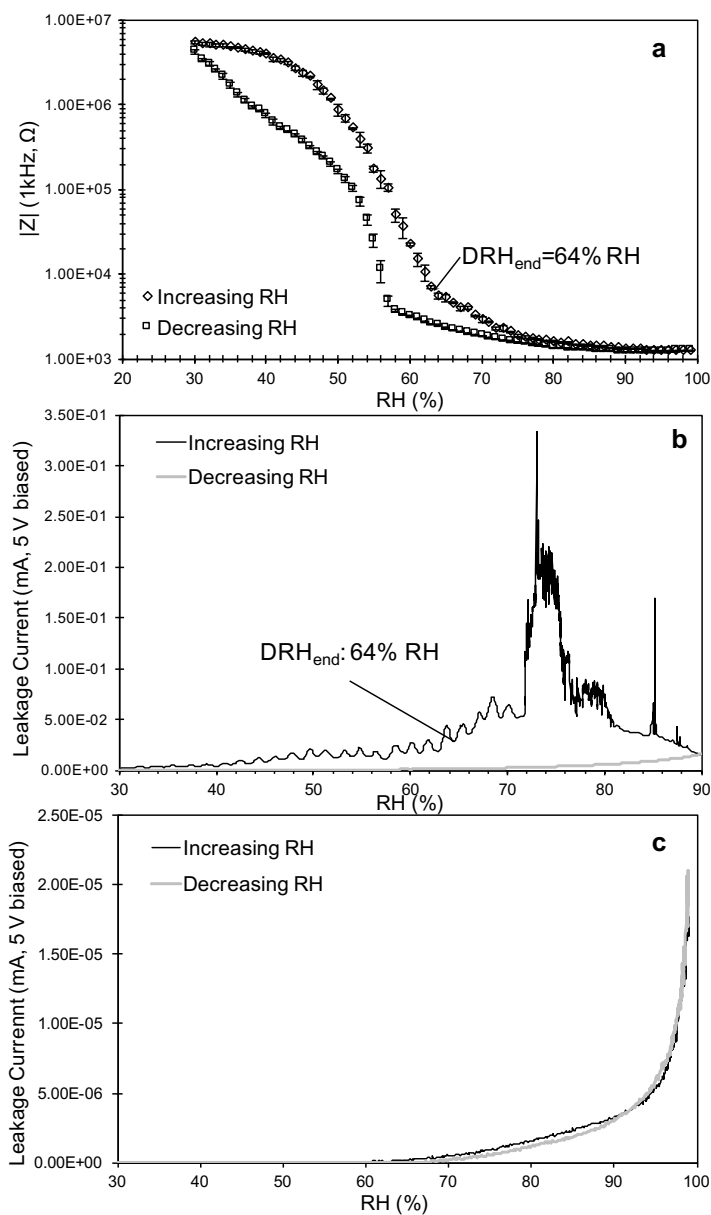 1.00E+07
1.00E+06
1.00E+05
1.00E+04
1.00E+03
|Z| (1kHz, Ω)
a
DRHend=64% RH
Increasing RH
Decreasing RH
20 30 40 50 60 70 80 90 100
RH (%)
3.50E-01
3.00E-01
2.50E-01
2.00E-01
1.50E-01
1.00E-01
5.00E-02
0.00E+00
Leakage Current (mA, 5 V biased)
Increasing RH
Decreasing RH
b
DRHend: 64% RH
30 40 50 60 70 80 90
RH (%)
2.50E-05
2.00E-05
1.50E-05
1.00E-05
5.00E-06
0.00E+00
Leakage Currennt (mA, 5 V biased)
Increasing RH
Decreasing RH
c
30 40 50 60 70 80 90 100
RH (%)